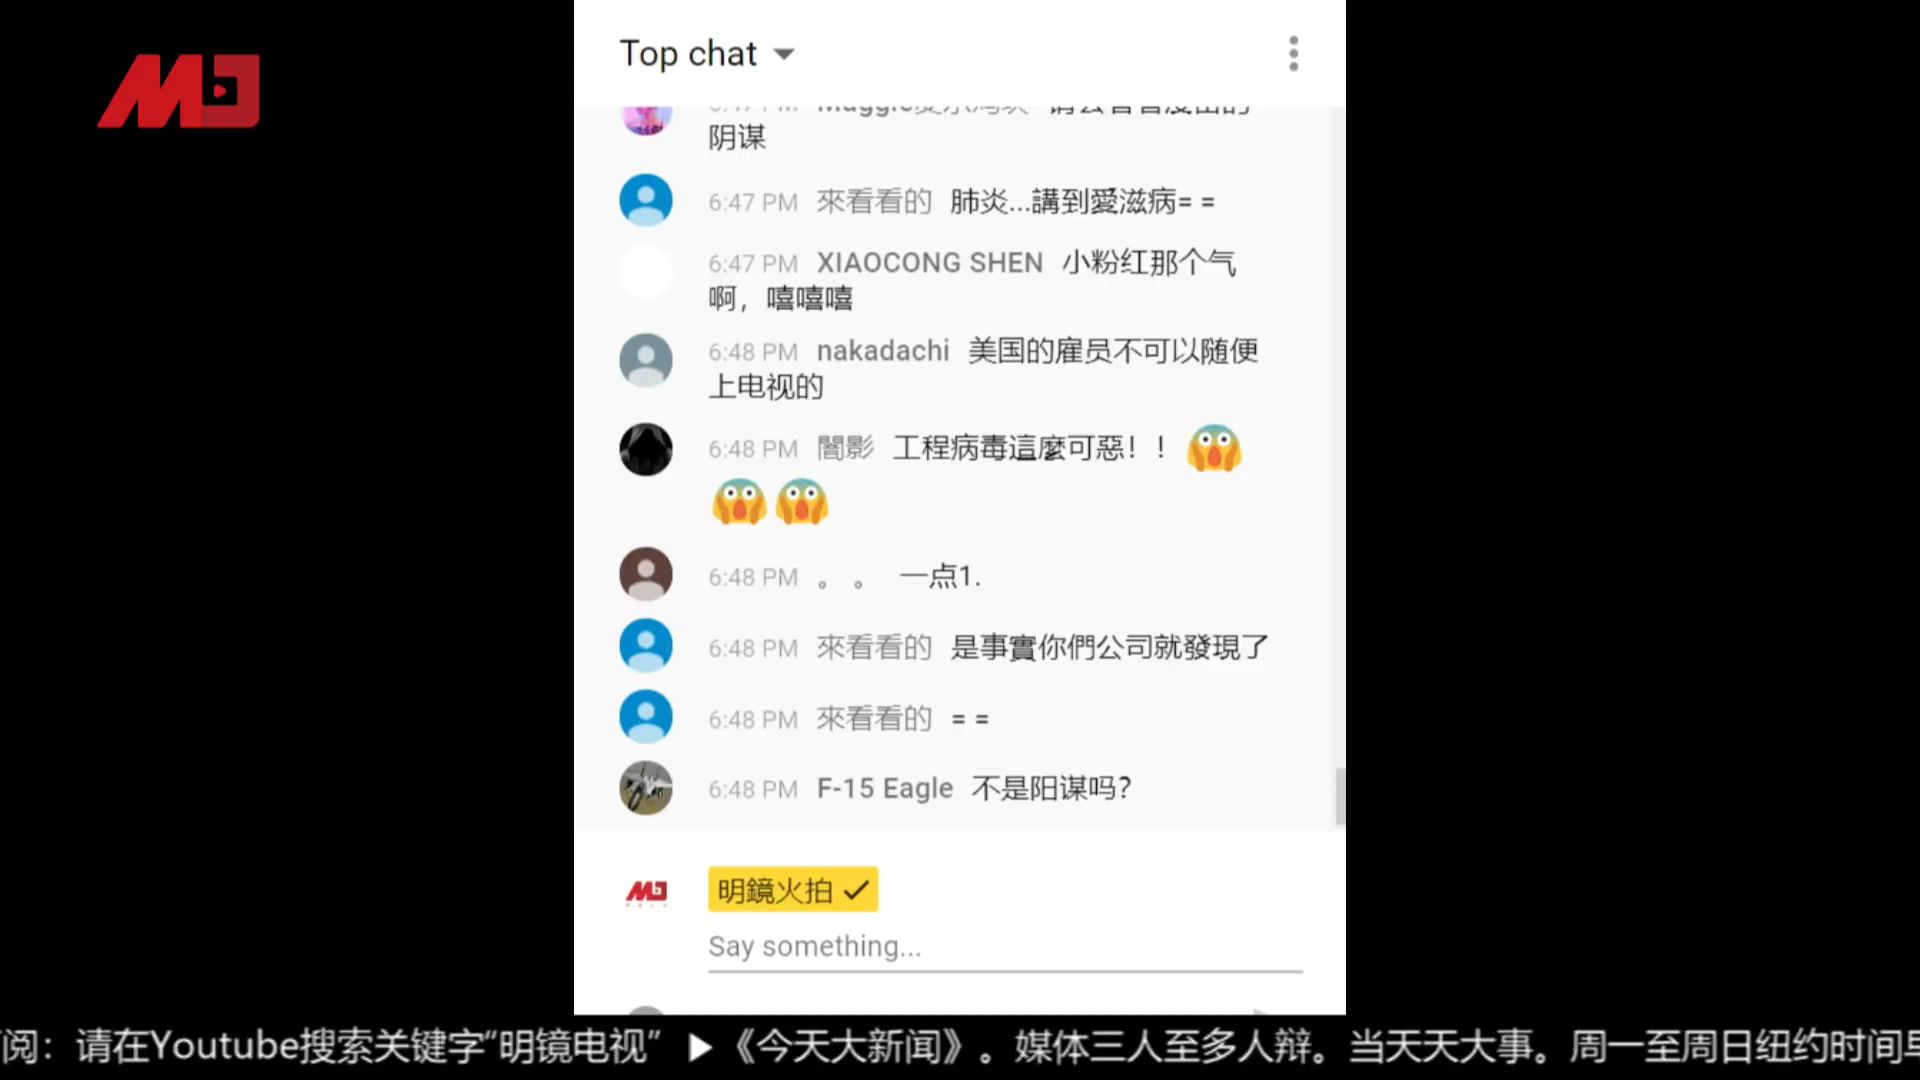 Top chat
阴谋
6:47 PM 來看看的 肺炎...講到愛滋病= =
6:47 PM XIAOCONG SHEN 小粉红那个气
啊，嘻嘻嘻
6:48 PM nakadachi 美国的雇员不可以随便
上电视的
6:48 PM 闇影 工程病毒這麼可惡！！
6:48 PM 。 。 一点1.
6:48 PM 來看看的 是事實你們公司就發現了
6:48 PM 來看看的 = =
6:48 PM F-15 Eagle 不是阳谋吗？
明鏡火拍
Say something...
阅：请在Youtube搜索关键字“明镜电视” ▶《今天大新闻》。媒体三人至多人辩。当天天大事。周一至周日纽约时间早